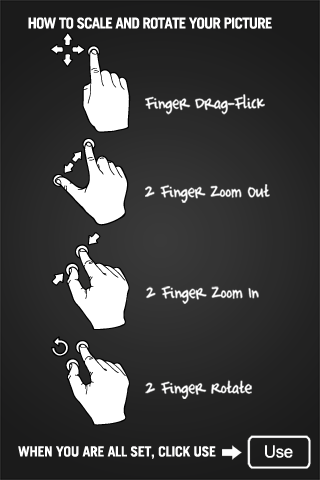 HOW TO SCALE AND ROTATE YOUR PICTURE
Finger Drag-Flick
2 Finger Zoom Out
2 Finger Zoom In
2 Finger Rotate
WHEN YOU ARE ALL SET, CLICK USE Use